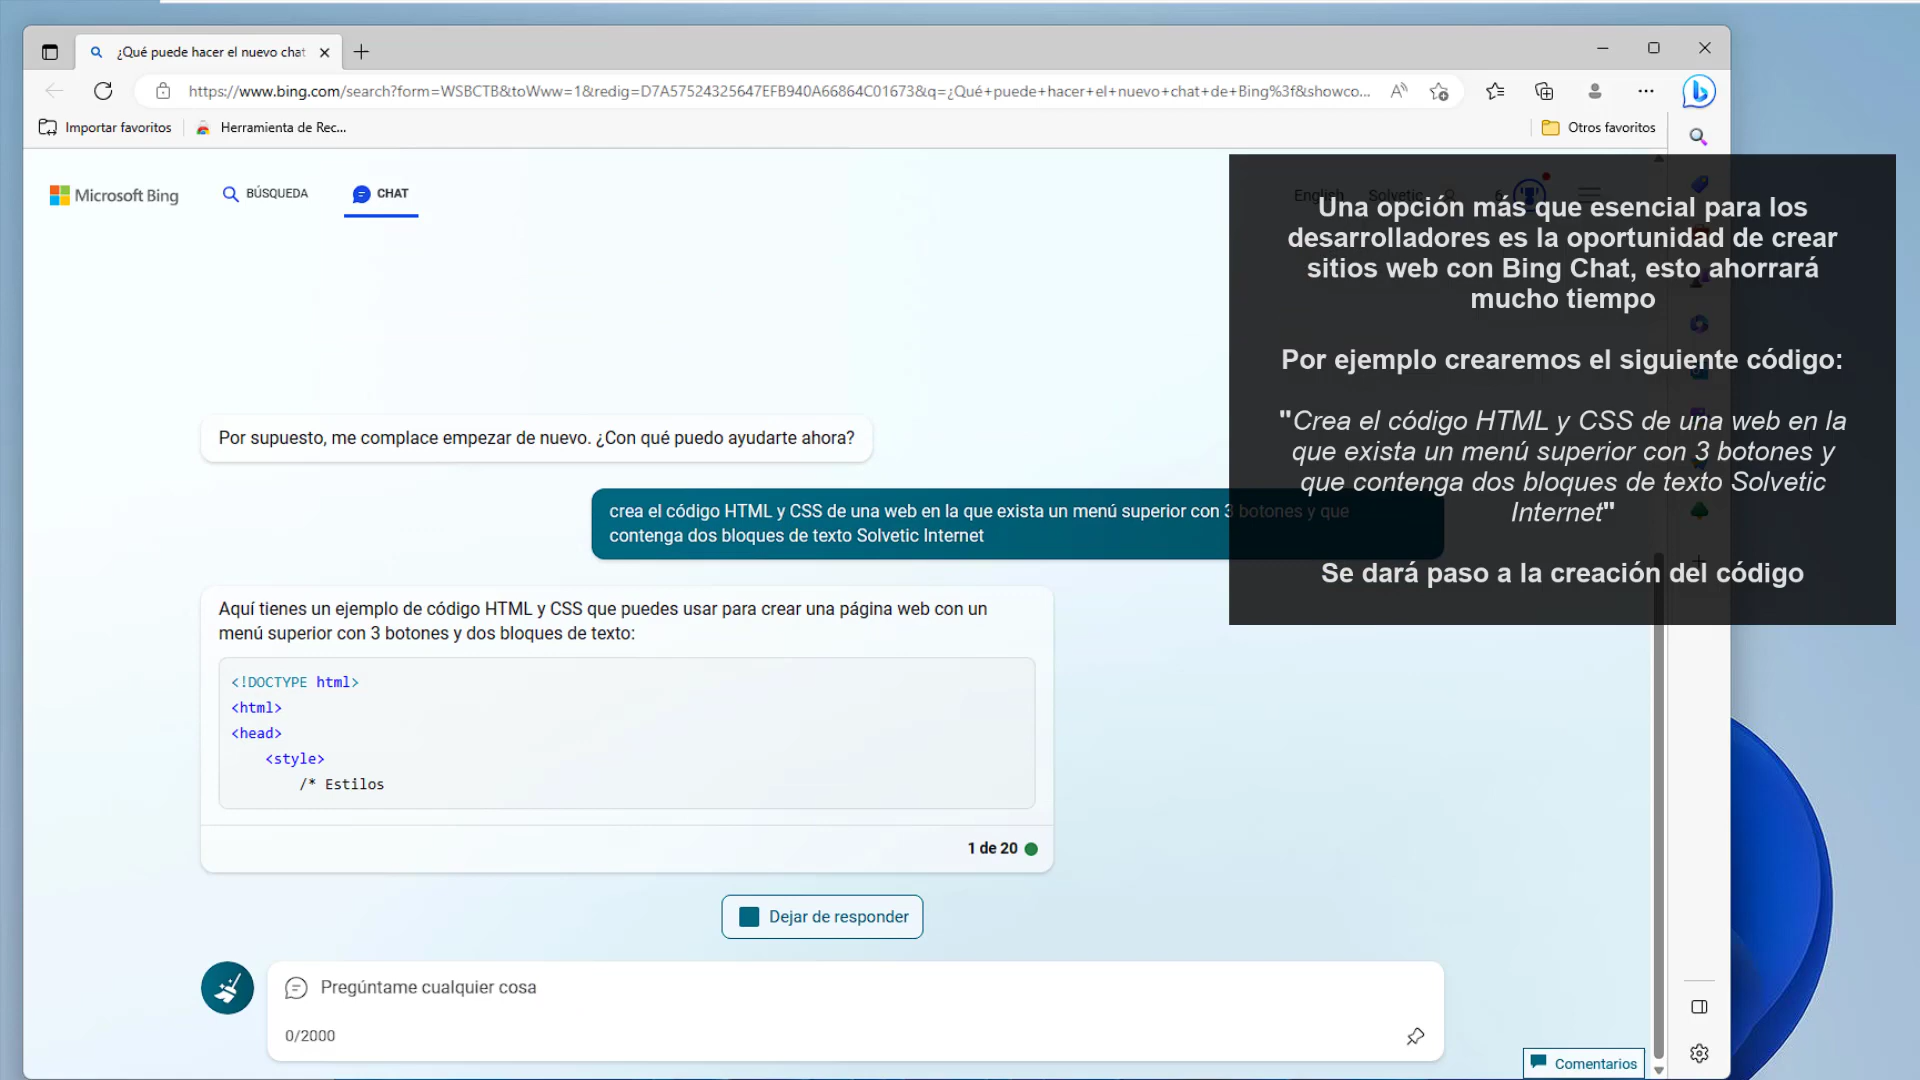 ¿Qué puede hacer el nuevo chat
https://www.bing.com/search?form=WSBCTB&toWww=1&redig=D7A57524325647EFB940A66864C01673&q=¿Qué+puede+hacer+el+nuevo+chat+de+Bing%3f&showco...
Importar favoritos
Herramienta de Rec...
Otros favoritos
Microsoft Bing
BÚSQUEDA
CHAT
English
Solvetic
6
Una opción más que esencial para los
desarrolladores es la oportunidad de crear
sitios web con Bing Chat, esto ahorrará
mucho tiempo
Por ejemplo crearemos el siguiente código:
"Crea el código HTML y CSS de una web en la
que exista un menú superior con 3 botones y
que contenga dos bloques de texto Solvetic
Internet"
Se dará paso a la creación del código
Por supuesto, me complace empezar de nuevo. ¿Con qué puedo ayudarte ahora?
crea el código HTML y CSS de una web en la que exista un menú superior con 3 botones y que
contenga dos bloques de texto Solvetic Internet
Aquí tienes un ejemplo de código HTML y CSS que puedes usar para crear una página web con un
menú superior con 3 botones y dos bloques de texto:
<!DOCTYPE html>
<html>
<head>
<style>
/* Estilos
1 de 20
Dejar de responder
Pregúntame cualquier cosa
0/2000
Comentarios